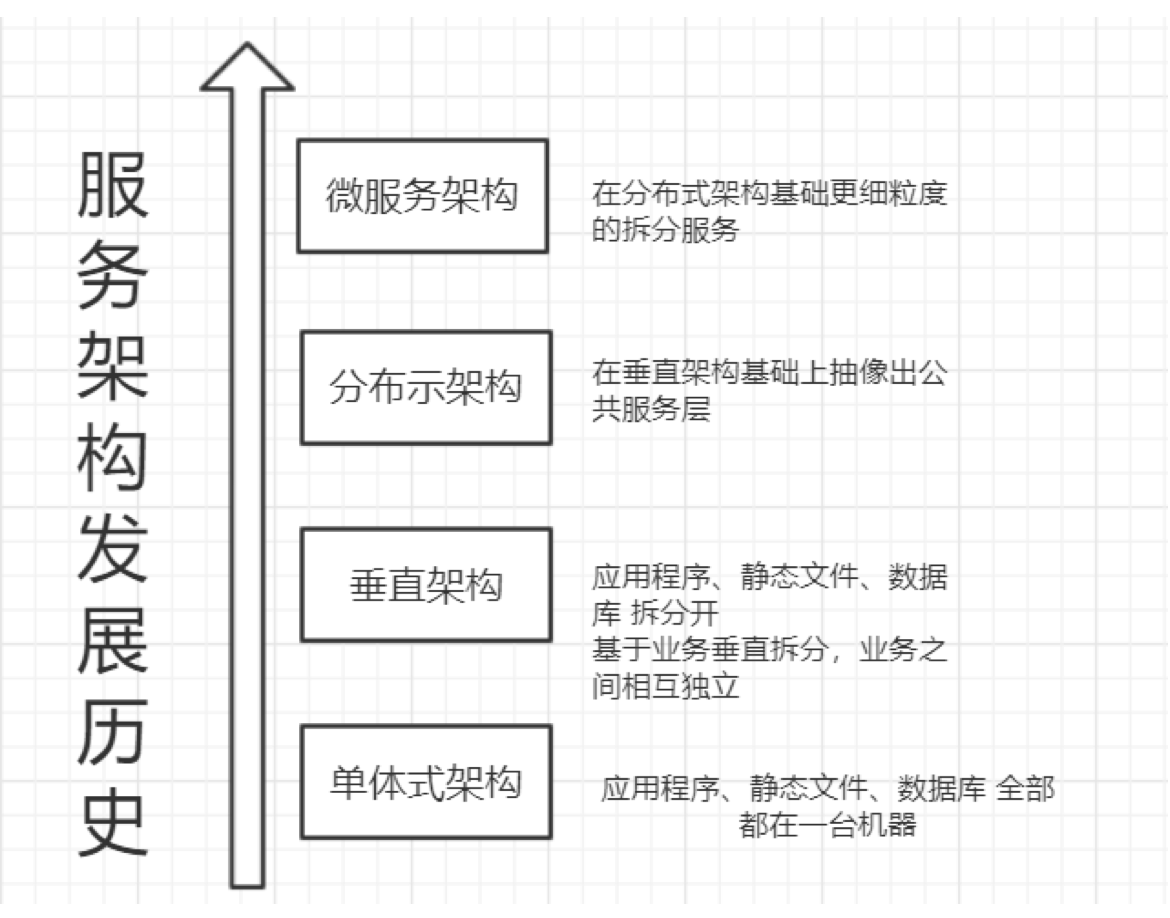 服务架构发展历史
微服务架构
在分布式架构基础更细粒度
的拆分服务
分布示架构
在垂直架构基础上抽像出公
共服务层
垂直架构
应用程序、静态文件、数据
库 拆分开
基于业务垂直拆分，业务之
间相互独立
单体式架构
应用程序、静态文件、数据库 全部
都在一台机器